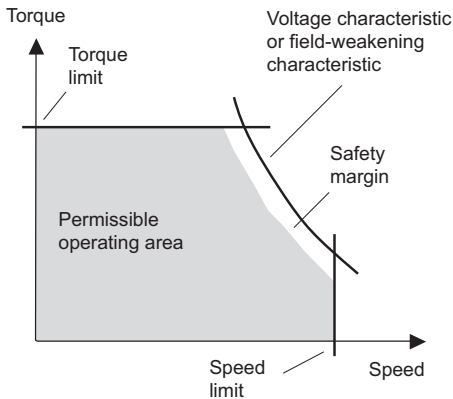 Torque
Voltage characteristic
or field-weakening
characteristic
Torque
limit
Safety
margin
Permissible
operating area
Speed
limit
Speed